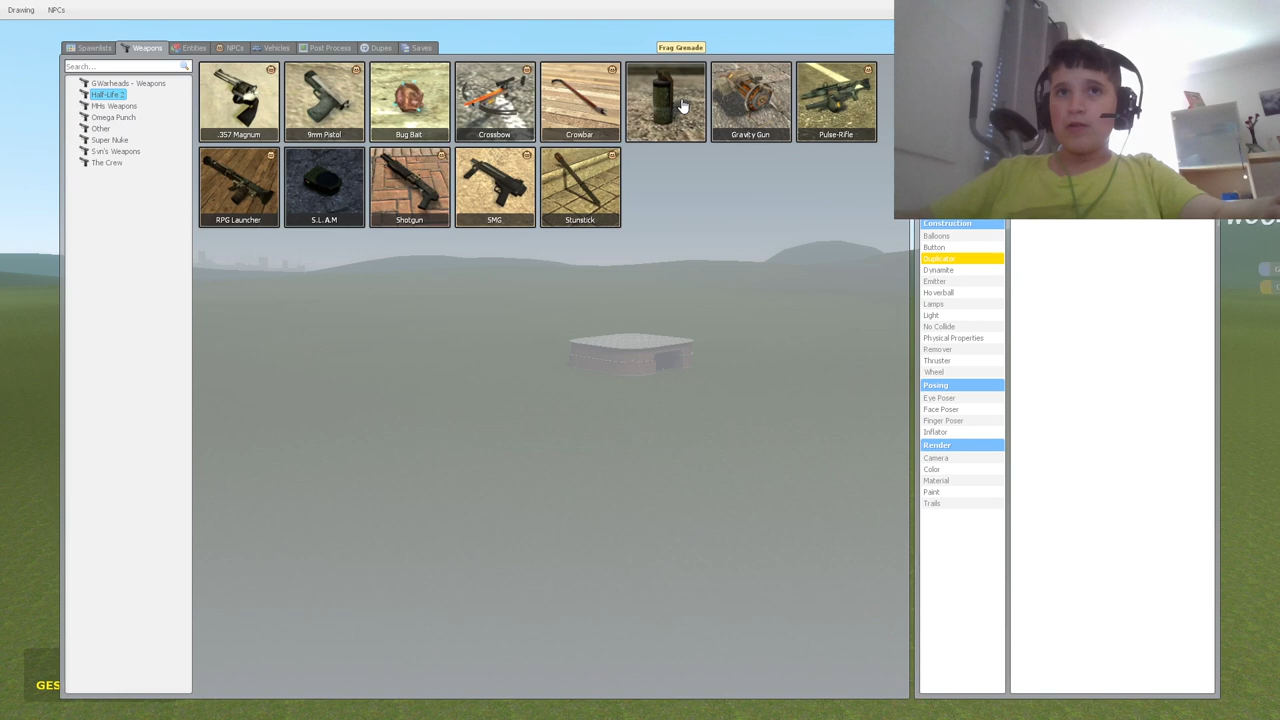 Drawing NPCs
Spawnlists Weapons Entities NPCs Vehicles Post Process Dupes Saves
Frag Grenade
Search...
GWarheads - Weapons
Half-Life 2
MHs Weapons
Omega Punch
Other
Super Nuke
Svn's Weapons
The Crew
.357 Magnum 9mm Pistol Bug Bait Crossbow Crowbar Gravity Gun Pulse-Rifle
RPG Launcher S.L.A.M Shotgun SMG Stunstick
Construction
Balloons
Button
Duplicator
Dynamite
Emitter
Hoverball
Lamps
Light
No Collide
Physical Properties
Remover
Thruster
Wheel
Posing
Eye Poser
Face Poser
Finger Poser
Inflator
Render
Camera
Color
Material
Paint
Trails
GES